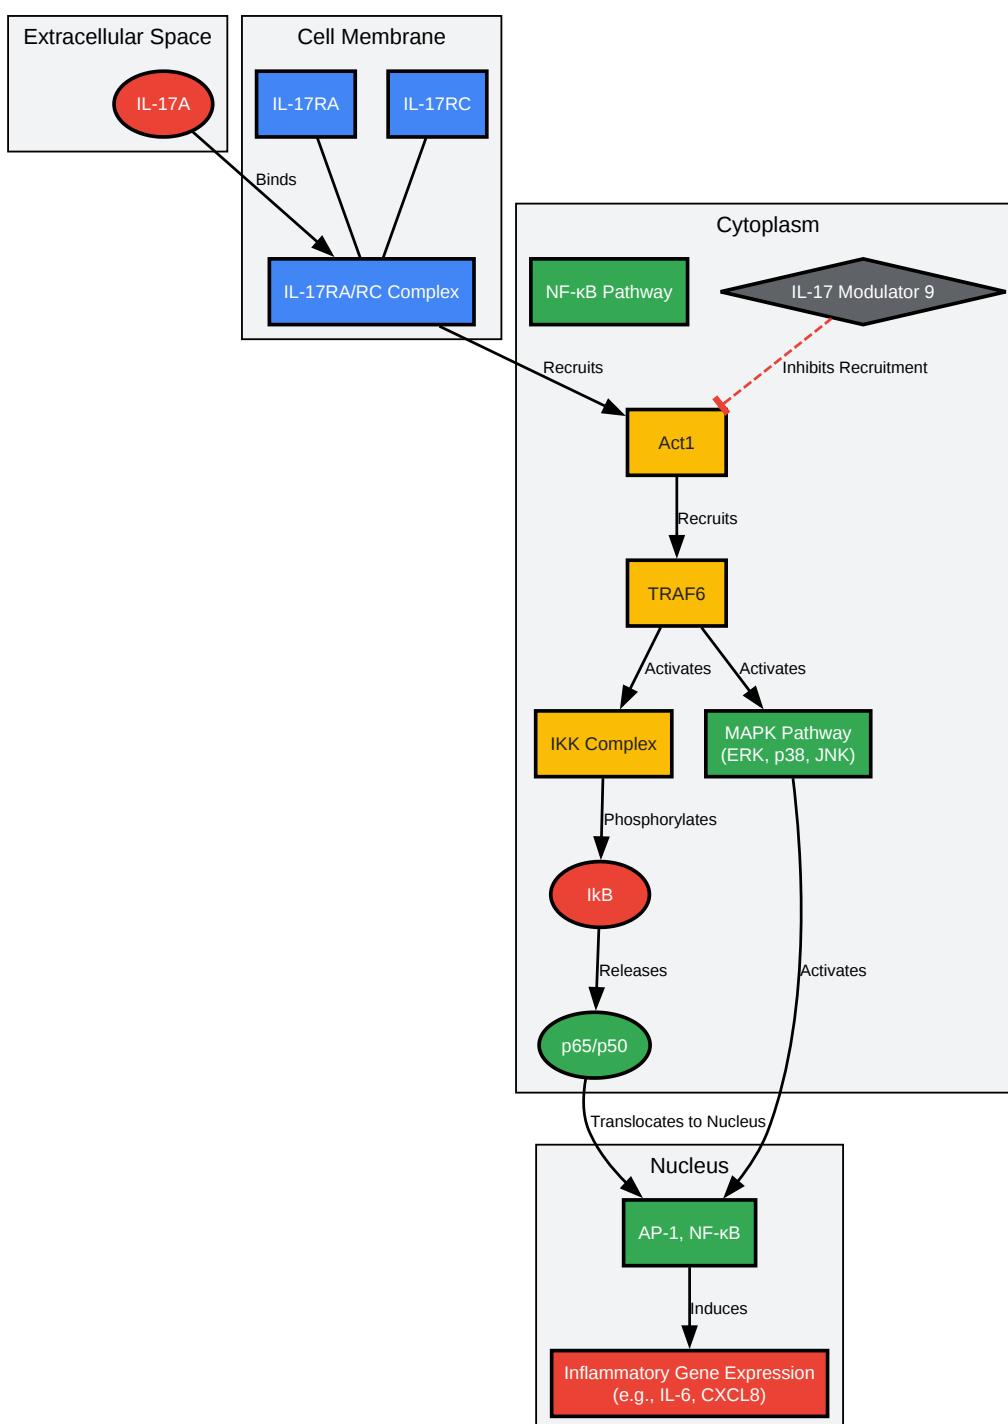 Extracellular Space
Cell Membrane
IL-17A
IL-17RA
IL-17RC
Binds
Cytoplasm
IL-17RA/RC Complex
NF-κB Pathway
IL-17 Modulator 9
Recruits
Inhibits Recruitment
Act1
Recruits
TRAF6
Activates
Activates
IKK Complex
MAPK Pathway
(ERK, p38, JNK)
Phosphorylates
IkB
Releases
Activates
p65/p50
Translocates to Nucleus
Nucleus
AP-1, NF-κB
Induces
Inflammatory Gene Expression
(e.g., IL-6, CXCL8)